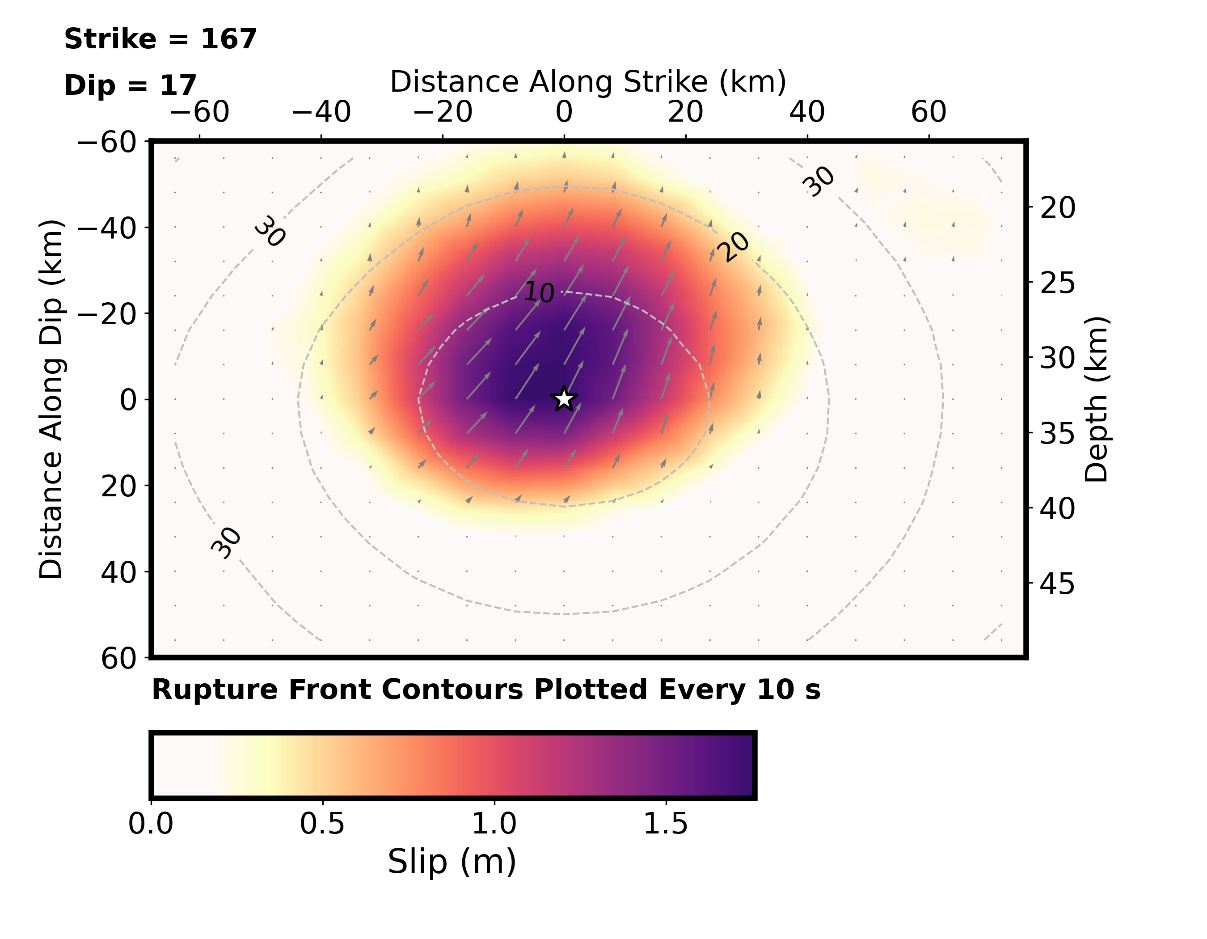 Strike = 167
Dip = 17
Distance Along Strike (km)
−60 −40 −20 0 20 40 60
−60
−40
−20
0
20
40
60
Distance Along Dip (km)
30
30
20
10
30
20
25
30
35
40
45
Depth (km)
Rupture Front Contours Plotted Every 10 s
0.0 0.5 1.0 1.5
Slip (m)